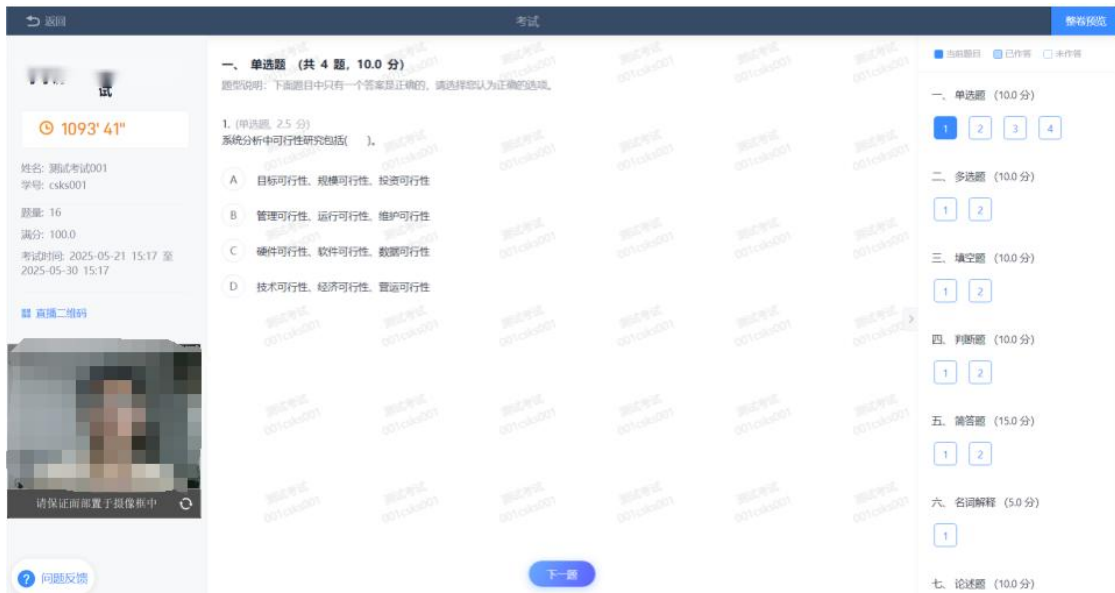 返回
考试
整卷预览
试
1093' 41"
姓名: 测试考试001
学号: csks001
题量: 16
满分: 100.0
考试时间: 2025-05-21 15:17 至
2025-05-30 15:17
直播二维码
请保证面部置于摄像框中
问题反馈
一、 单选题 (共 4 题, 10.0 分)
题型说明: 下面题目中只有一个答案是正确的, 请选择您认为正确的选项。
1. (单选题, 2.5 分)
系统分析中可行性研究包括( )。
A 目标可行性、规模可行性、投资可行性
B 管理可行性、运行可行性、维护可行性
C 硬件可行性、软件可行性、数据可行性
D 技术可行性、经济可行性、营运可行性
测试考试
001csks001
下一题
当前题目 已作答 未作答
一、 单选题 (10.0 分)
1 2 3 4
二、 多选题 (10.0 分)
1 2
三、 填空题 (10.0 分)
1 2
四、 判断题 (10.0 分)
1 2
五、 简答题 (15.0 分)
1 2
六、 名词解释 (5.0 分)
1
七、 论述题 (10.0 分)